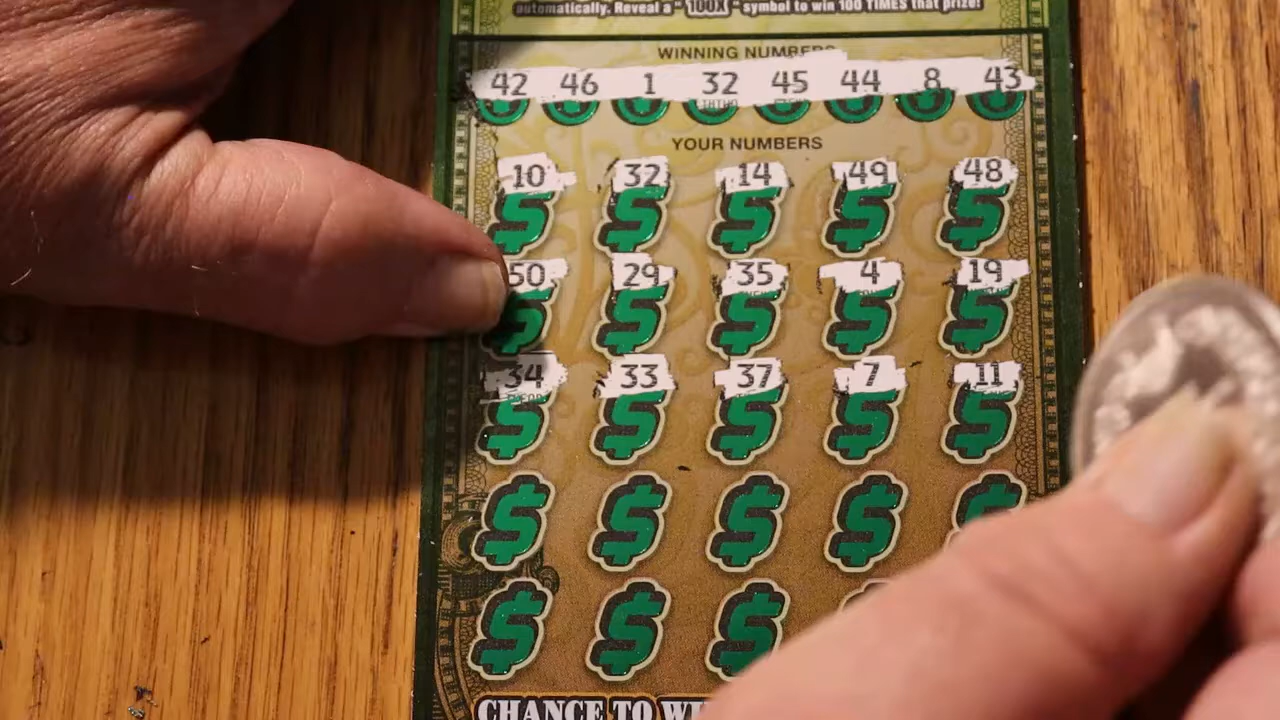 automatically. Reveal a "100X" symbol to win 100 TIMES that prize!
WINNING NUMBERS
42 46 1 32 45 44 8 43
YOUR NUMBERS
10 32 14 49 48
50 29 35 4 19
34 33 37 7 11
CHANCE TO